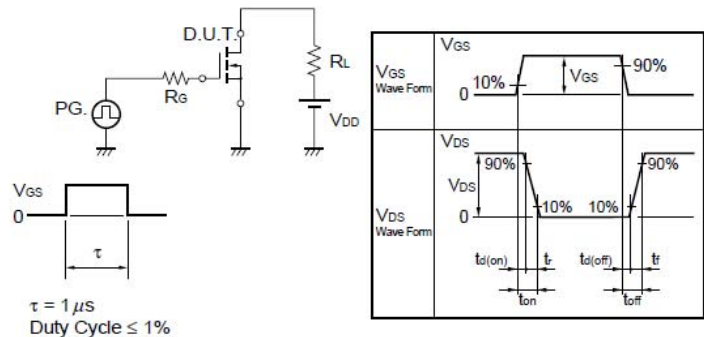 D.U.T.
RL
RG
PG.
VDD
VGS
0
τ
τ = 1 μs
Duty Cycle ≤ 1%
VGS
Wave Form
VGS
10%
0
VGS
90%
VDS
Wave Form
VDS
VDS
90%
0
10%
10%
90%
td(on)
tr
td(off)
tf
ton
toff